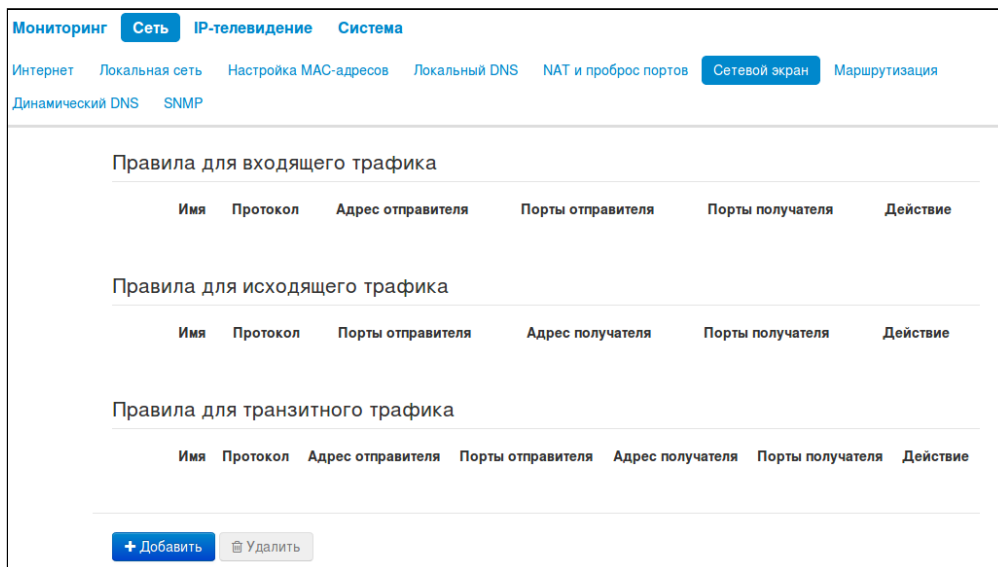 Мониторинг Сеть IP-телевидение Система
Интернет Локальная сеть Настройка MAC-адресов Локальный DNS NAT и проброс портов Сетевой экран Маршрутизация
Динамический DNS SNMP
Правила для входящего трафика
Имя Протокол Адрес отправителя Порты отправителя Порты получателя Действие
Правила для исходящего трафика
Имя Протокол Порты отправителя Адрес получателя Порты получателя Действие
Правила для транзитного трафика
Имя Протокол Адрес отправителя Порты отправителя Адрес получателя Порты получателя Действие
+ Добавить Удалить